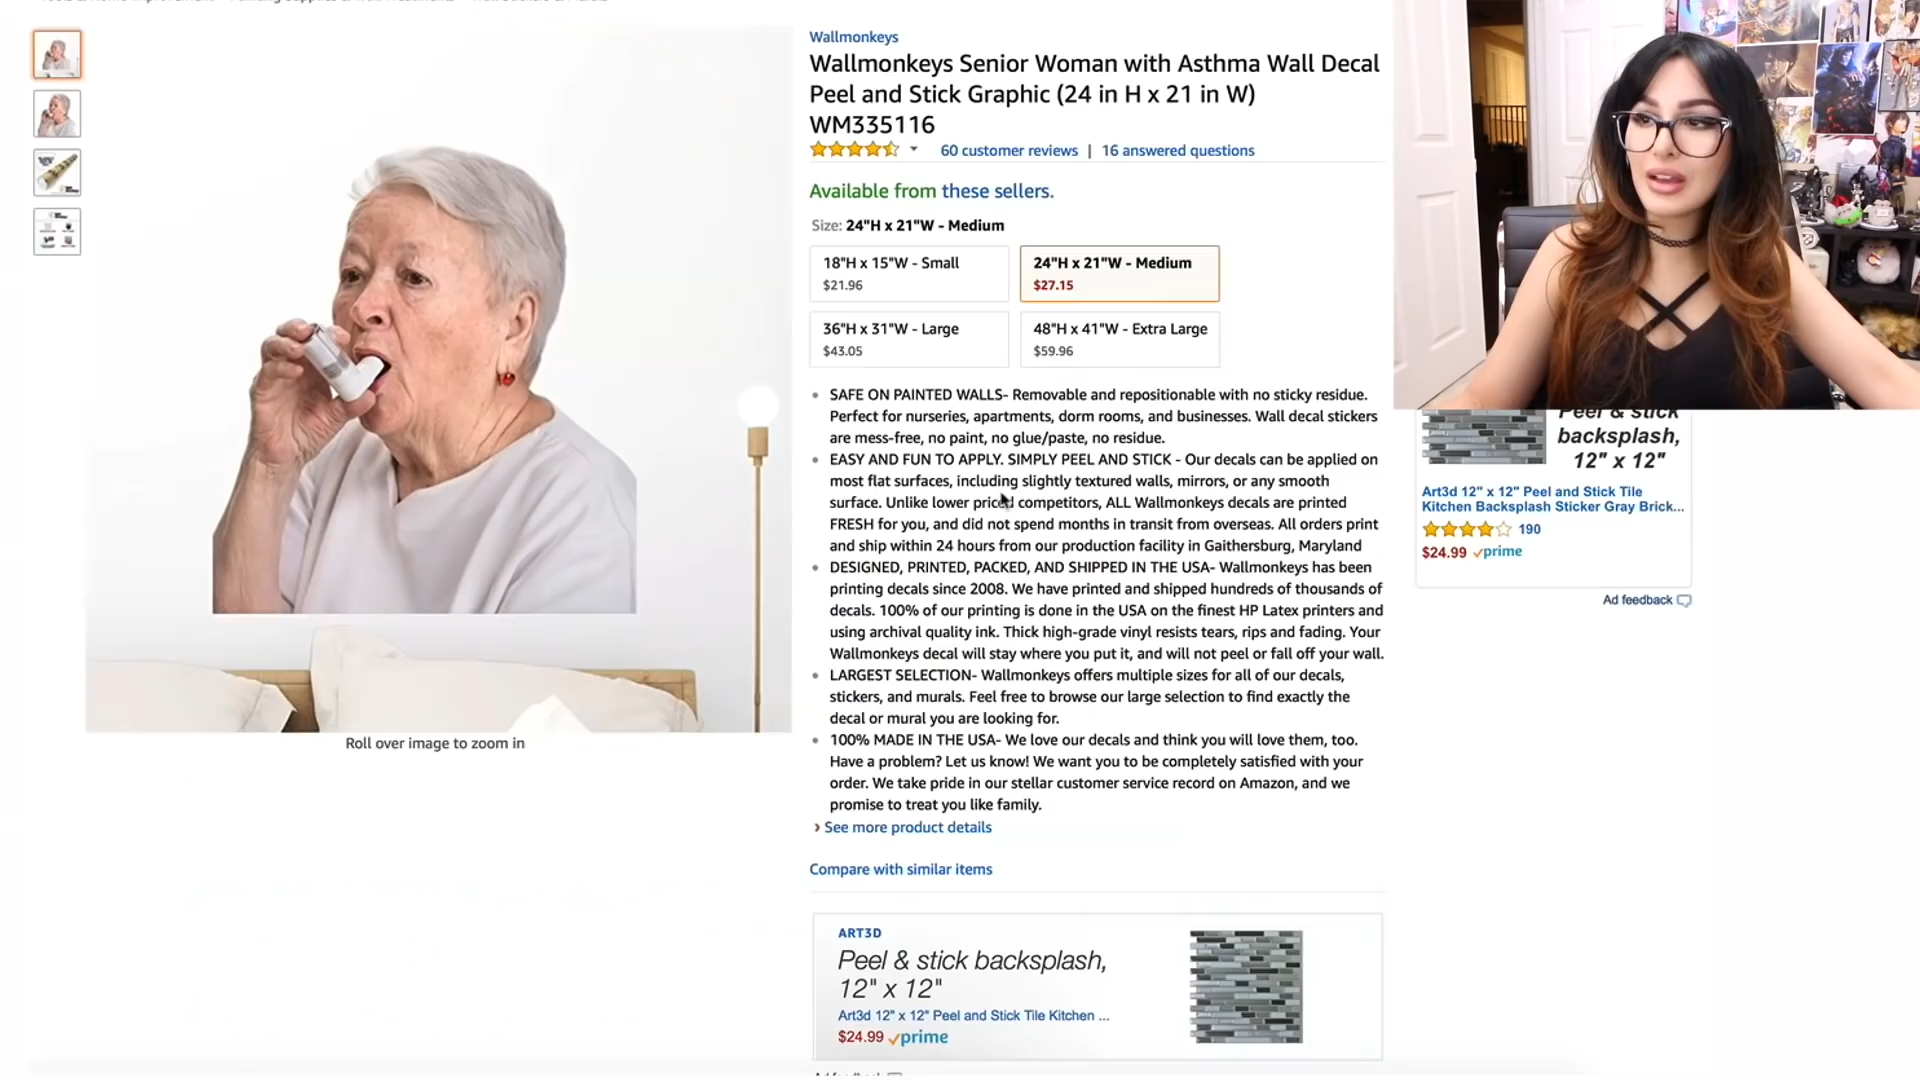 Wallmonkeys
Wallmonkeys Senior Woman with Asthma Wall Decal
Peel and Stick Graphic (24 in H x 21 in W)
WM335116
60 customer reviews | 16 answered questions
Available from these sellers.
Size: 24"H x 21"W - Medium
18"H x 15"W - Small
$21.96
24"H x 21"W - Medium
$27.15
36"H x 31"W - Large
$43.05
48"H x 41"W - Extra Large
$59.96
SAFE ON PAINTED WALLS- Removable and repositionable with no sticky residue.
Perfect for nurseries, apartments, dorm rooms, and businesses. Wall decal stickers
are mess-free, no paint, no glue/paste, no residue.
EASY AND FUN TO APPLY. SIMPLY PEEL AND STICK - Our decals can be applied on
most flat surfaces, including slightly textured walls, mirrors, or any smooth
surface. Unlike lower priced competitors, ALL Wallmonkeys decals are printed
FRESH for you, and did not spend months in transit from overseas. All orders print
and ship within 24 hours from our production facility in Gaithersburg, Maryland
DESIGNED, PRINTED, PACKED, AND SHIPPED IN THE USA- Wallmonkeys has been
printing decals since 2008. We have printed and shipped hundreds of thousands of
decals. 100% of our printing is done in the USA on the finest HP Latex printers and
using archival quality ink. Thick high-grade vinyl resists tears, rips and fading. Your
Wallmonkeys decal will stay where you put it, and will not peel or fall off your wall.
LARGEST SELECTION- Wallmonkeys offers multiple sizes for all of our decals,
stickers, and murals. Feel free to browse our large selection to find exactly the
decal or mural you are looking for.
100% MADE IN THE USA- We love our decals and think you will love them, too.
Have a problem? Let us know! We want you to be completely satisfied with your
order. We take pride in our stellar customer service record on Amazon, and we
promise to treat you like family.
› See more product details
Compare with similar items
Roll over image to zoom in
ART3D
Peel & stick backsplash,
12" x 12"
Art3d 12" x 12" Peel and Stick Tile Kitchen ...
$24.99 prime
Peel & stick
backsplash,
12" x 12"
Art3d 12" x 12" Peel and Stick Tile
Kitchen Backsplash Sticker Gray Brick...
190
$24.99 prime
Ad feedback